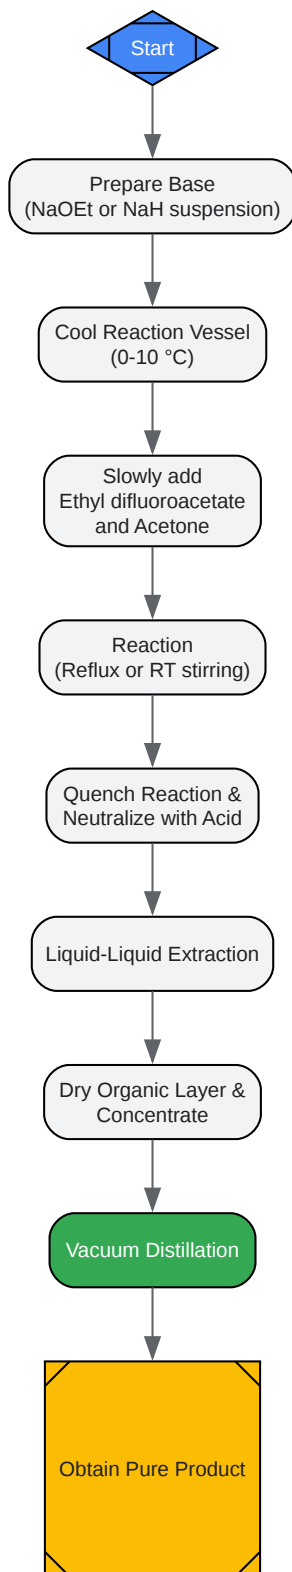 Start
Prepare Base
(NaOEt or NaH suspension)
Cool Reaction Vessel
(0-10 °C)
Slowly add
Ethyl difluoroacetate
and Acetone
Reaction
(Reflux or RT stirring)
Quench Reaction &
Neutralize with Acid
Liquid-Liquid Extraction
Dry Organic Layer &
Concentrate
Vacuum Distillation
Obtain Pure Product